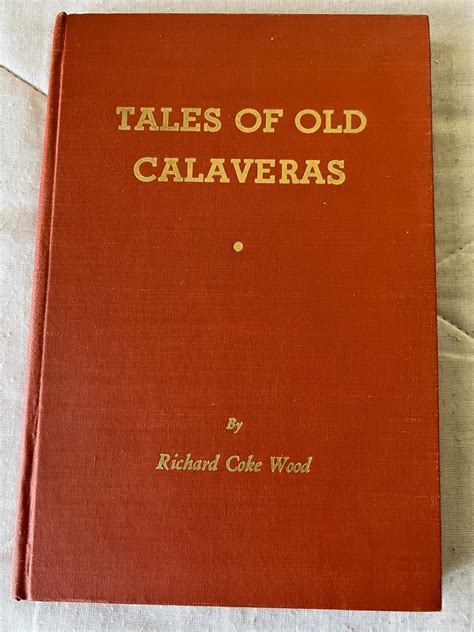 TALES OF OLD
CALAVERAS
By
Richard Coke Wood